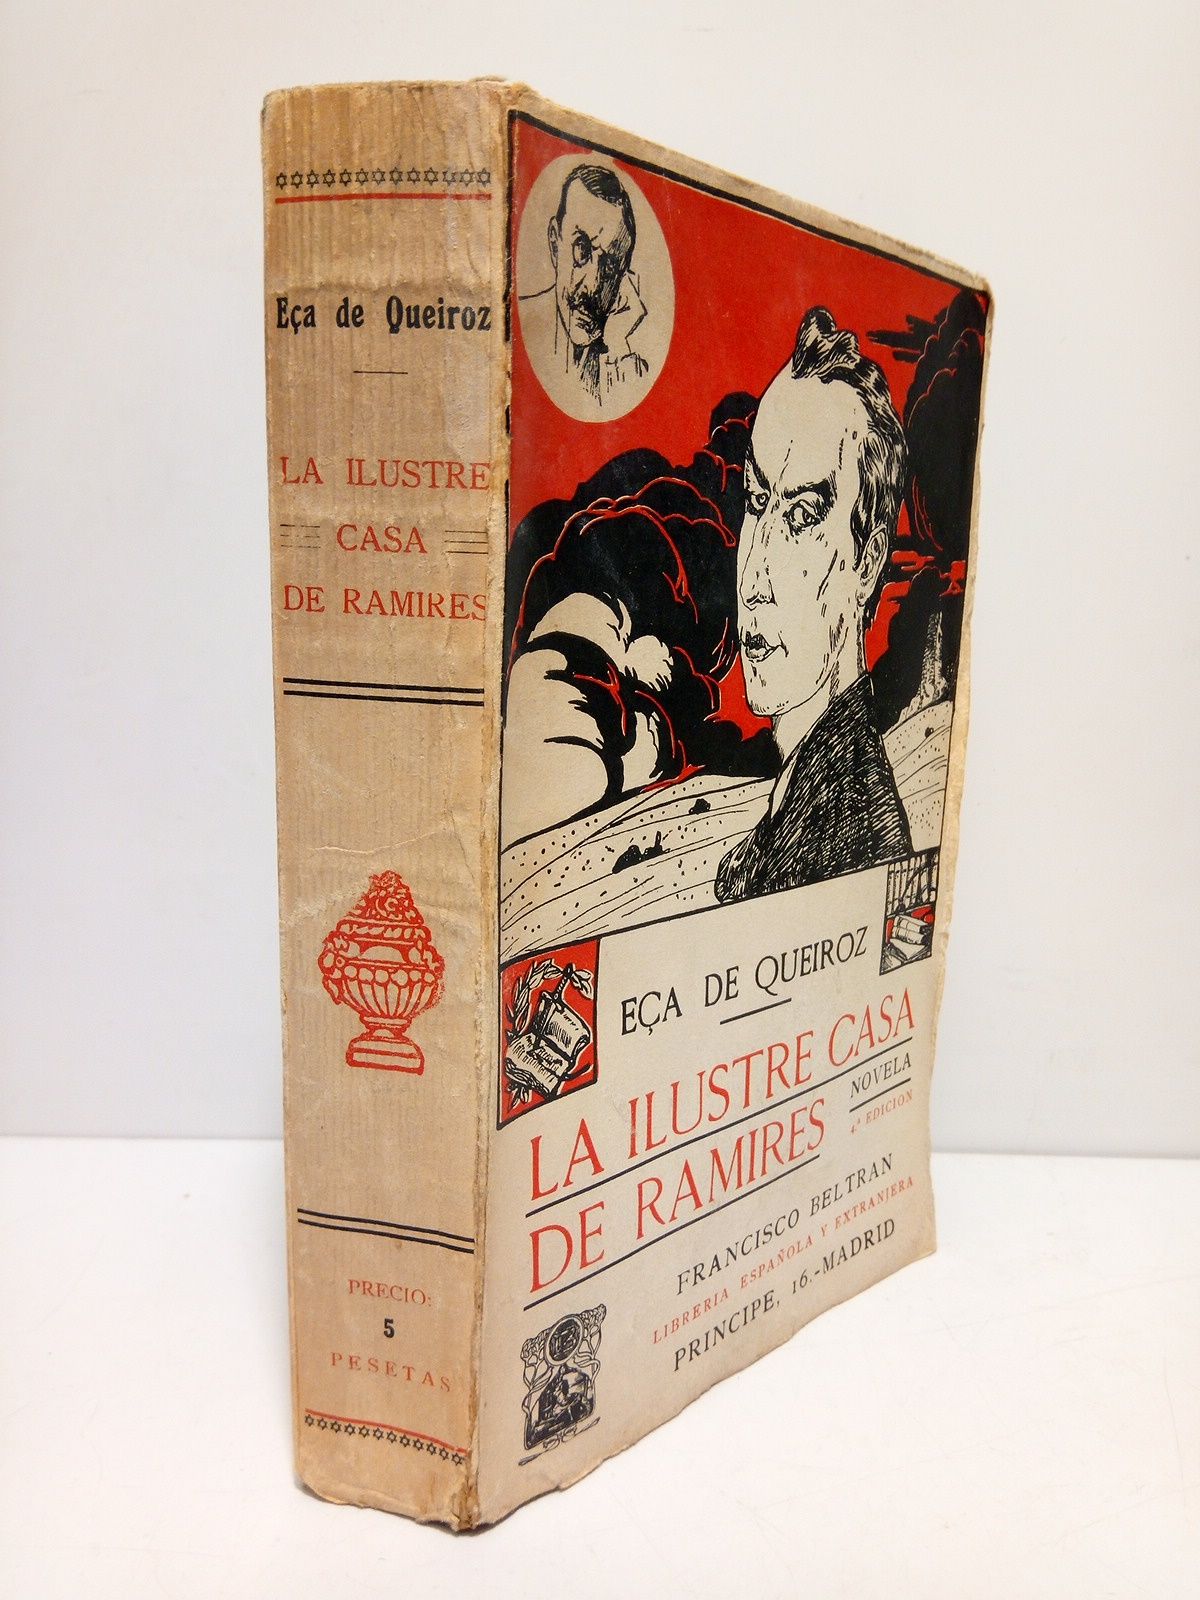 Eça de Queiroz
LA ILUSTRE
CASA
DE RAMIRES
PRECIO:
5
PESETAS
EÇA DE QUEIROZ
LA ILUSTRE CASA
DE RAMIRES
NOVELA
4.ª EDICION
FRANCISCO BELTRAN
LIBRERIA ESPAÑOLA Y EXTRANJERA
PRINCIPE, 16.-MADRID